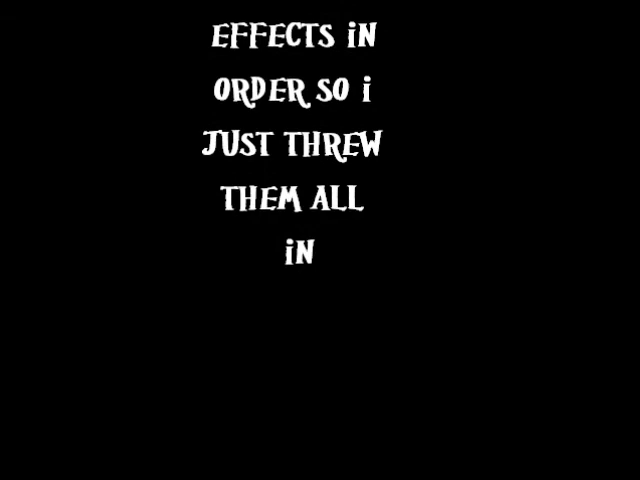 EFFECTS iN
ORDER SO i
JUST THREW
THEM ALL
iN